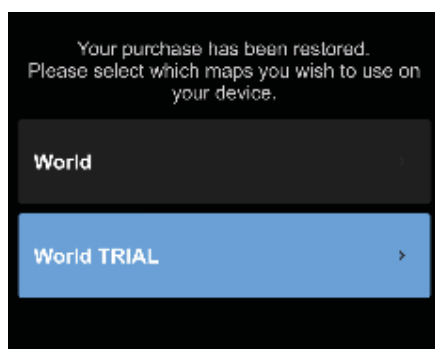 Your purchase has been restored.
Please select which maps you wish to use on
your device.
World
World TRIAL